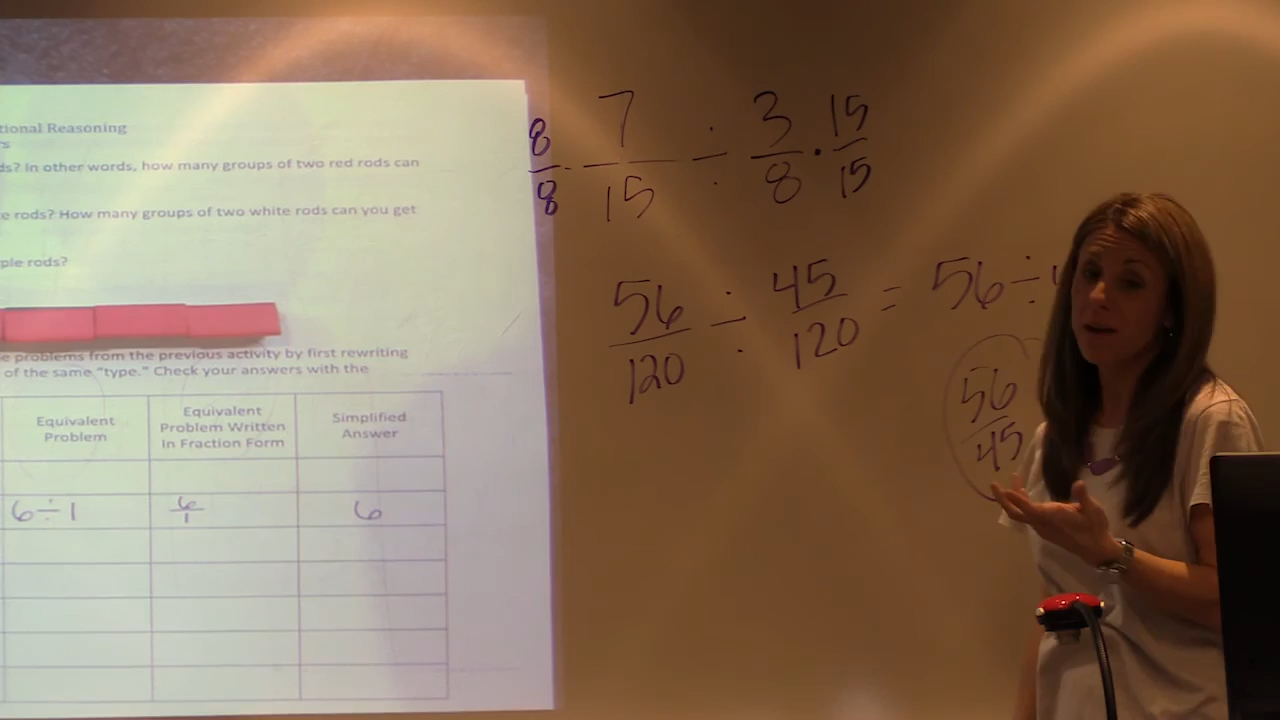 tional Reasoning
ds? In other words, how many groups of two red rods can
e rods? How many groups of two white rods can you get
ple rods?
e problems from the previous activity by first rewriting
of the same "type." Check your answers with the
Equivalent Problem
Equivalent Problem Written In Fraction Form
Simplified Answer
6÷1
6/1
6
8/8 · 7/15 ÷ 3/8 · 15/15
56/120 ÷ 45/120 = 56 ÷
56/45